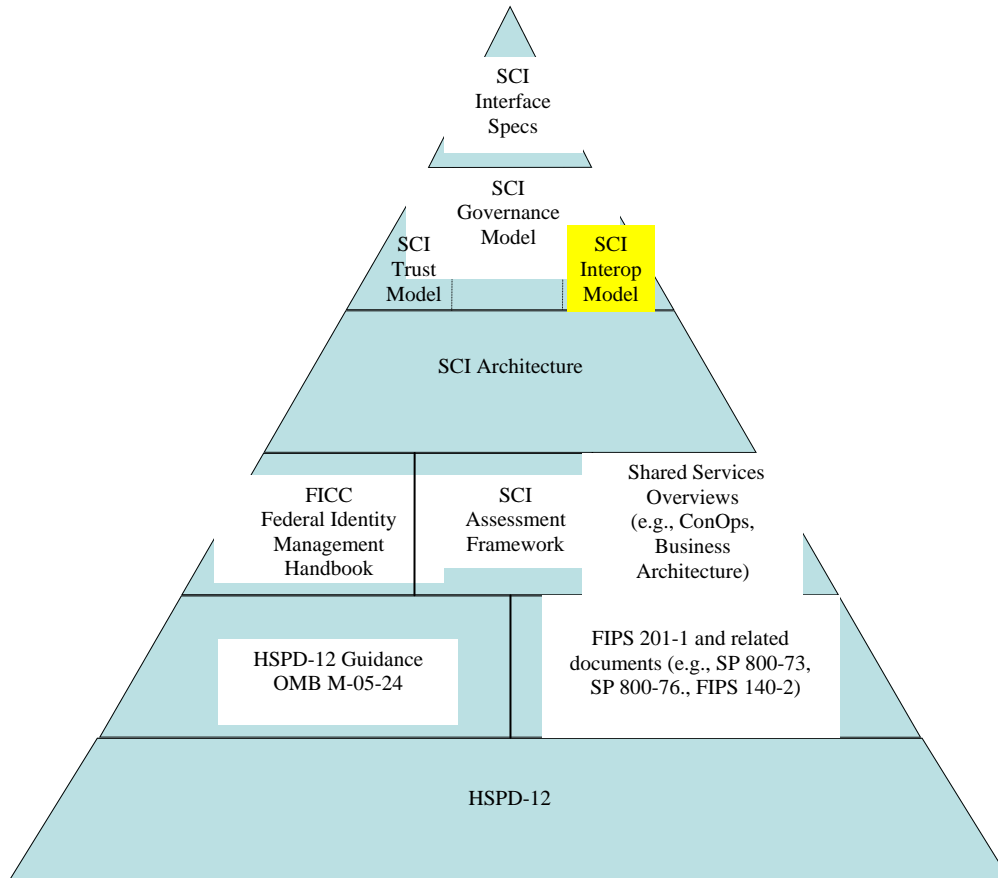 SCI
Interface
Specs
SCI
Governance
Model
SCI
Trust
Model
SCI
Interop
Model
SCI Architecture
FICC
Federal Identity
Management
Handbook
SCI
Assessment
Framework
Shared Services
Overviews
(e.g., ConOps,
Business
Architecture)
HSPD-12 Guidance
OMB M-05-24
FIPS 201-1 and related
documents (e.g., SP 800-73,
SP 800-76., FIPS 140-2)
HSPD-12